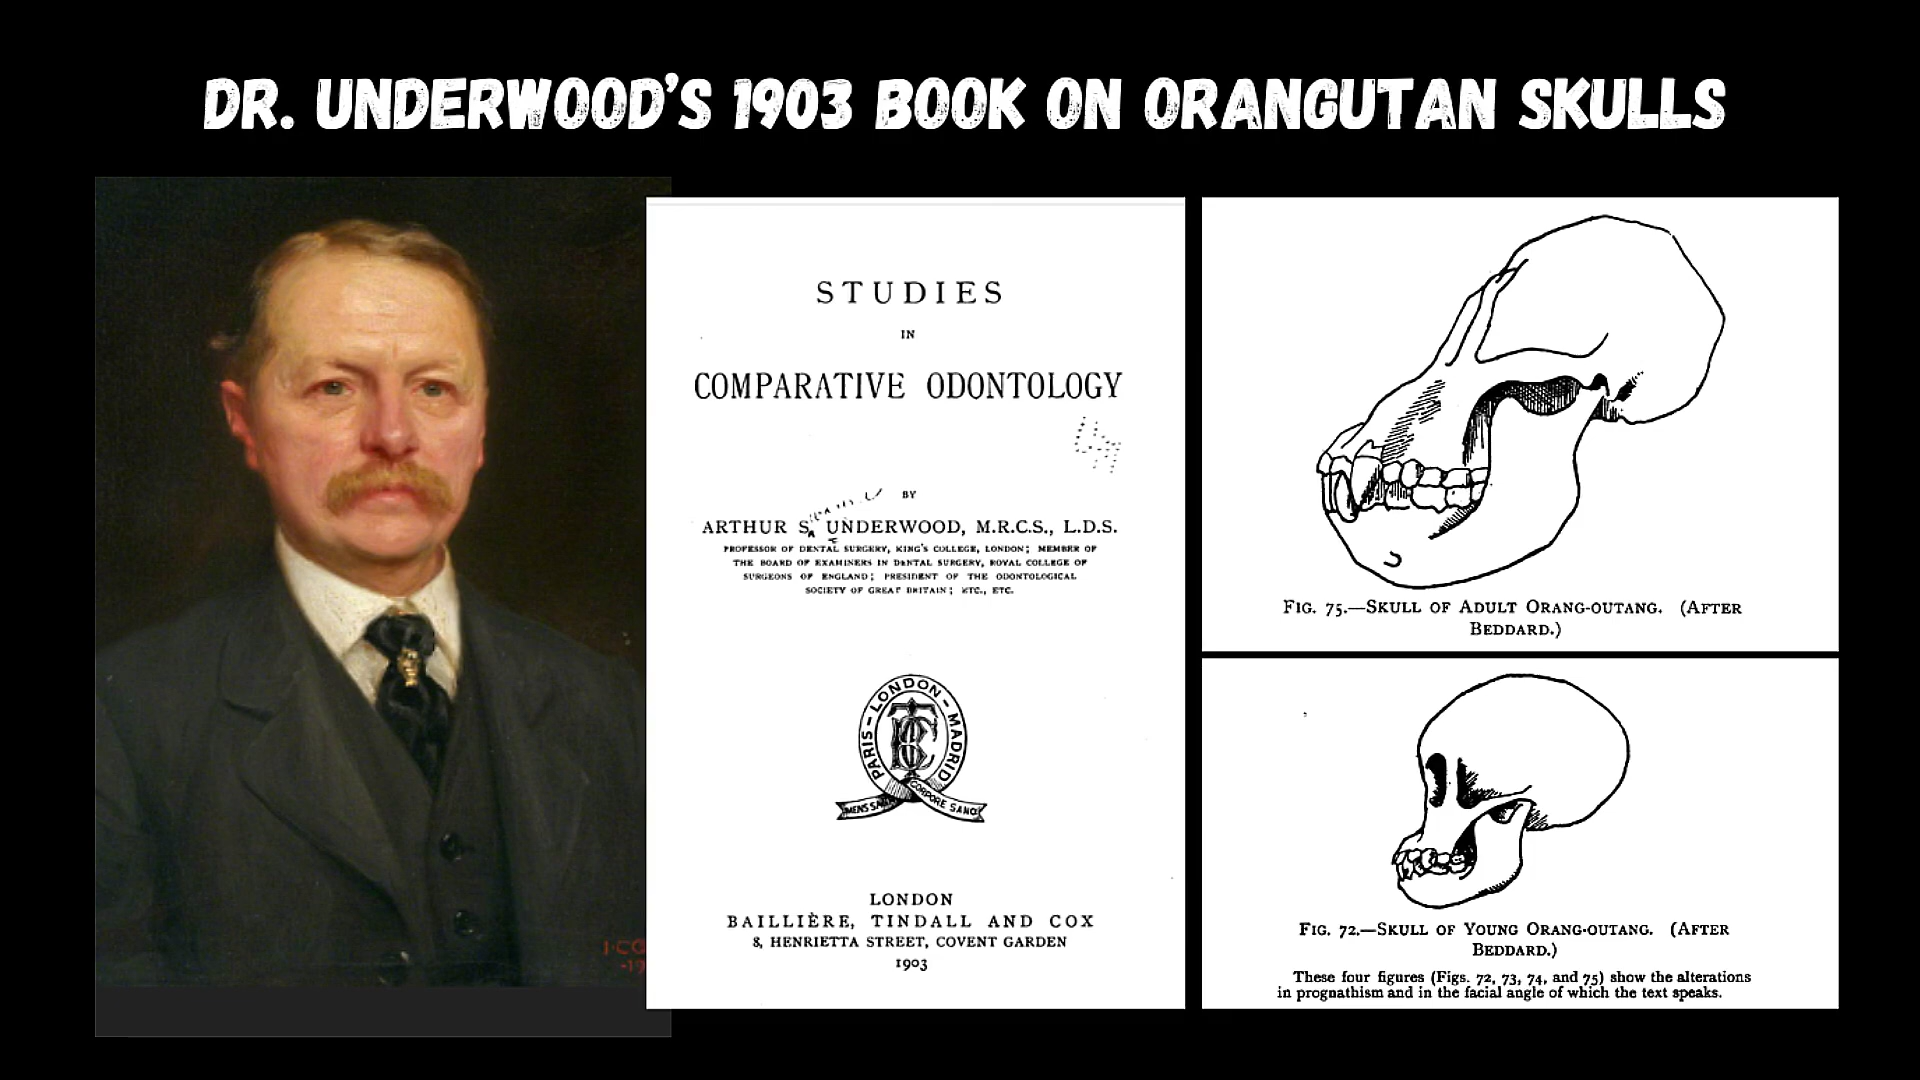 DR. UNDERWOOD'S 1903 BOOK ON ORANGUTAN SKULLS
STUDIES
IN
COMPARATIVE ODONTOLOGY
BY
ARTHUR S. UNDERWOOD, M.R.C.S., L.D.S.
PROFESSOR OF DENTAL SURGERY, KING'S COLLEGE, LONDON; MEMBER OF
THE BOARD OF EXAMINERS IN DENTAL SURGERY, ROYAL COLLEGE OF
SURGEONS OF ENGLAND; PRESIDENT OF THE ODONTOLOGICAL
SOCIETY OF GREAT BRITAIN; ETC., ETC.
PARIS - LONDON - MADRID
BTC
MENS SANA CORPORE SANO
LONDON
BAILLIÈRE, TINDALL AND COX
8, HENRIETTA STREET, COVENT GARDEN
1903
FIG. 75.—SKULL OF ADULT ORANG-OUTANG. (AFTER
BEDDARD.)
FIG. 72.—SKULL OF YOUNG ORANG-OUTANG. (AFTER
BEDDARD.)
These four figures (Figs. 72, 73, 74, and 75) show the alterations
in prognathism and in the facial angle of which the text speaks.